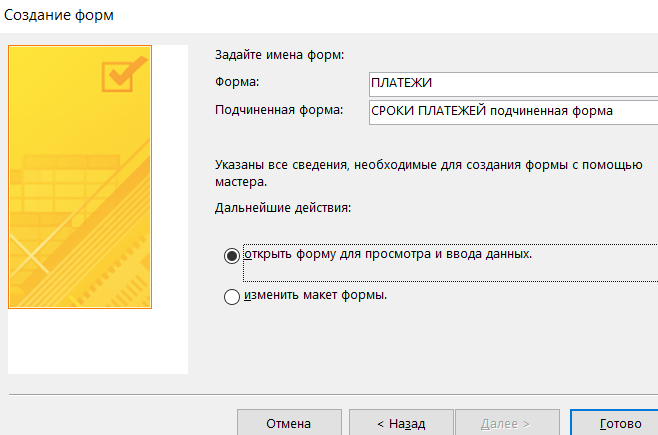 Создание форм
Задайте имена форм:
Форма:
ПЛАТЕЖИ
Подчиненная форма:
СРОКИ ПЛАТЕЖЕЙ подчиненная форма
Указаны все сведения, необходимые для создания формы с помощью
мастера.
Дальнейшие действия:
открыть форму для просмотра и ввода данных.
изменить макет формы.
Отмена
< Назад
Далее >
Готово